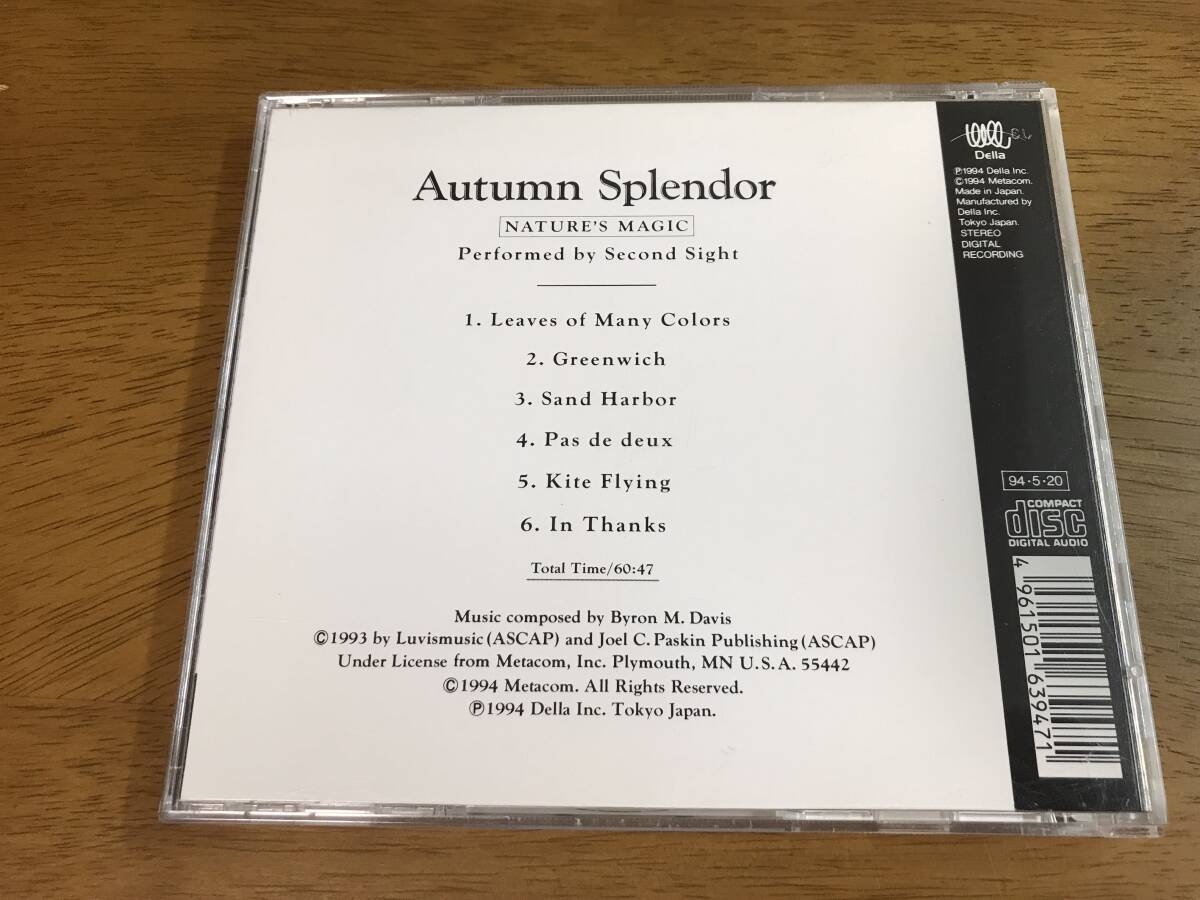 Autumn Splendor
NATURE'S MAGIC
Performed by Second Sight
1. Leaves of Many Colors
2. Greenwich
3. Sand Harbor
4. Pas de deux
5. Kite Flying
6. In Thanks
Total Time/60:47
Music composed by Byron M. Davis
©1993 by Luvismusic (ASCAP) and Joel C. Paskin Publishing (ASCAP)
Under License from Metacom, Inc. Plymouth, MN U.S.A. 55442
©1994 Metacom. All Rights Reserved.
℗1994 Della Inc. Tokyo Japan.
Della
℗1994 Della Inc.
©1994 Metacom.
Made in Japan.
Manufactured by
Della Inc.
Tokyo Japan.
STEREO
DIGITAL
RECORDING
94·5·20
COMPACT
disc
DIGITAL AUDIO
4 961501 639471